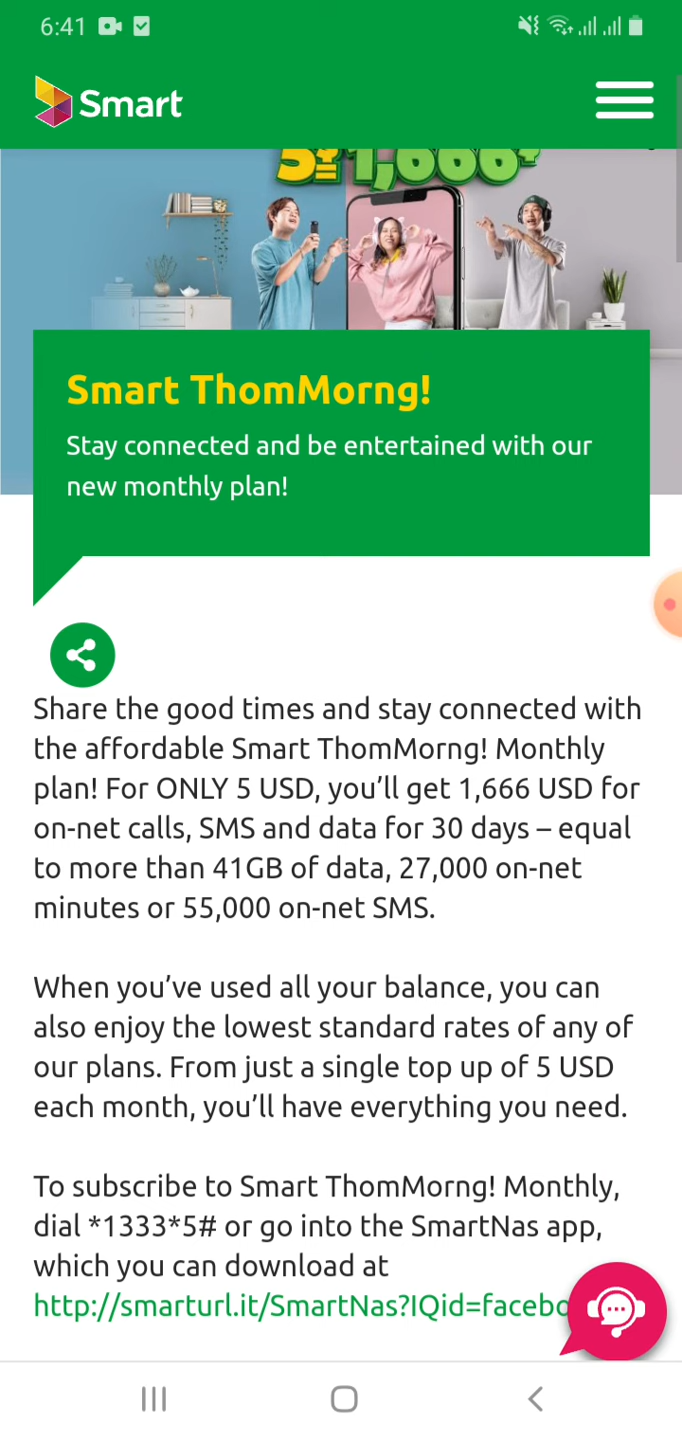 6:41
Smart
5 1,666
Smart ThomMorng!
Stay connected and be entertained with our
new monthly plan!
Share the good times and stay connected with
the affordable Smart ThomMorng! Monthly
plan! For ONLY 5 USD, you’ll get 1,666 USD for
on-net calls, SMS and data for 30 days – equal
to more than 41GB of data, 27,000 on-net
minutes or 55,000 on-net SMS.
When you’ve used all your balance, you can
also enjoy the lowest standard rates of any of
our plans. From just a single top up of 5 USD
each month, you’ll have everything you need.
To subscribe to Smart ThomMorng! Monthly,
dial *1333*5# or go into the SmartNas app,
which you can download at
http://smarturl.it/SmartNas?IQid=facebo